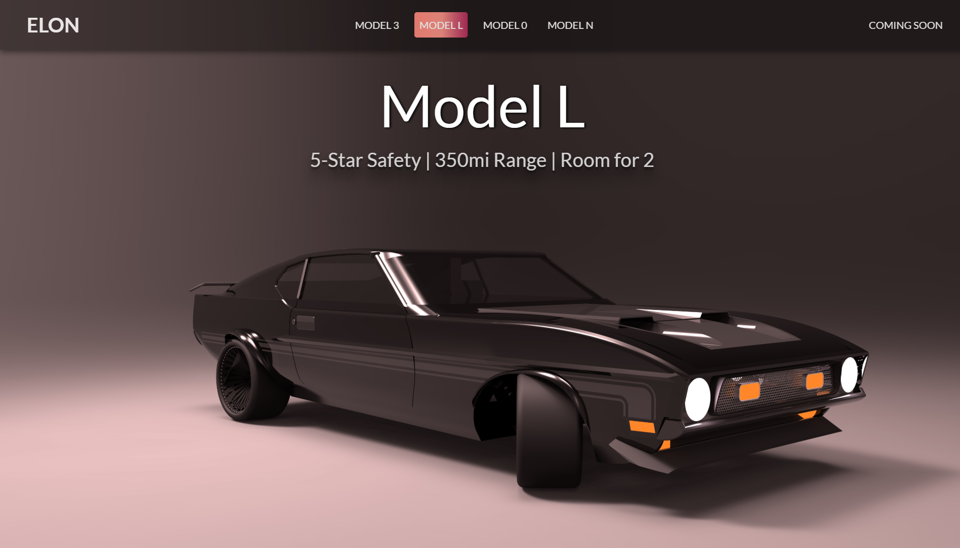 ELON
MODEL 3
MODEL L
MODEL 0
MODEL N
COMING SOON
Model L
5-Star Safety | 350mi Range | Room for 2